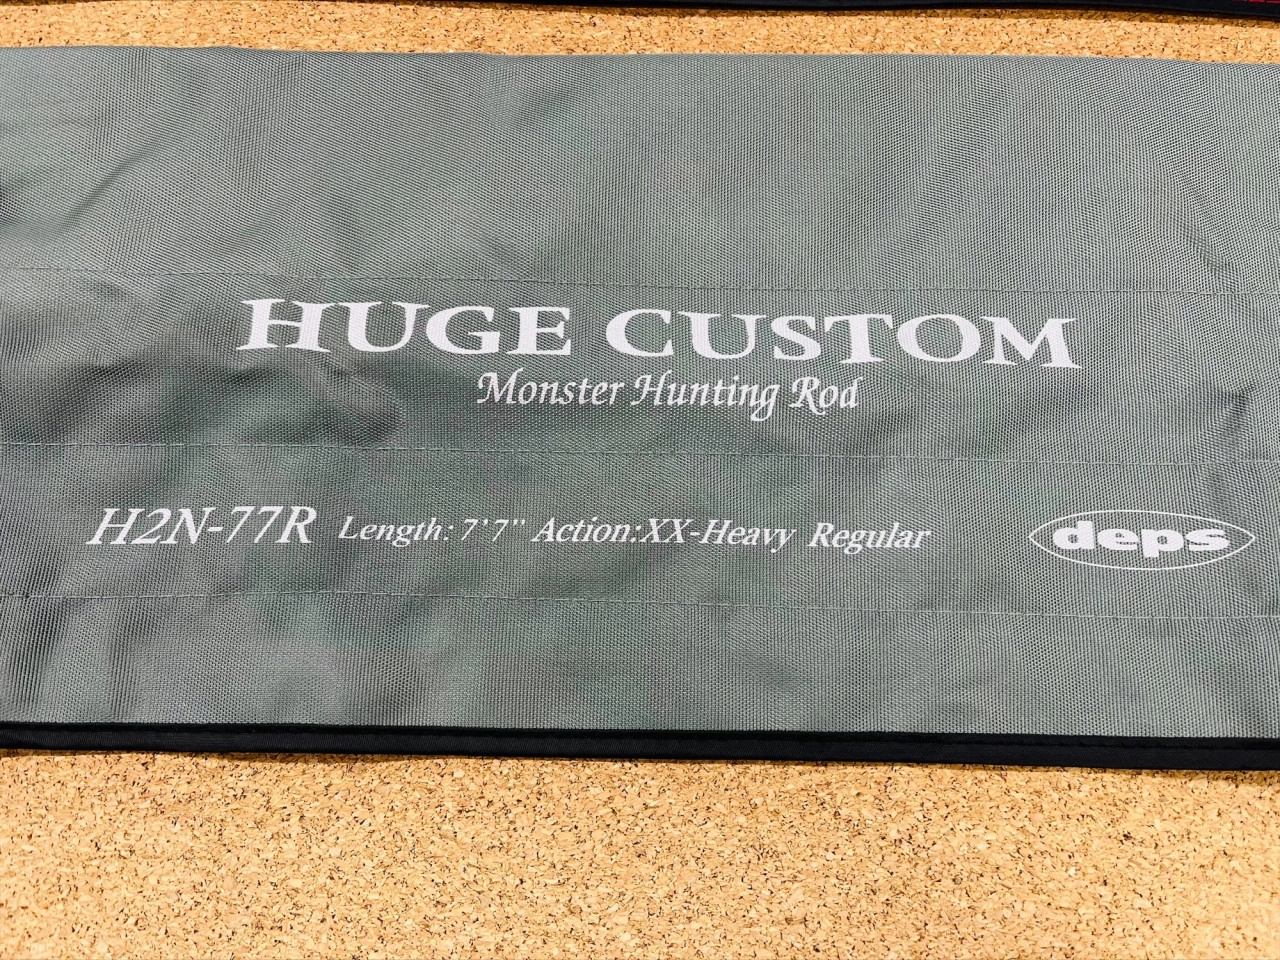 HUGE CUSTOM
Monster Hunting Rod
H2N-77R Length: 7'7" Action:XX-Heavy Regular deps